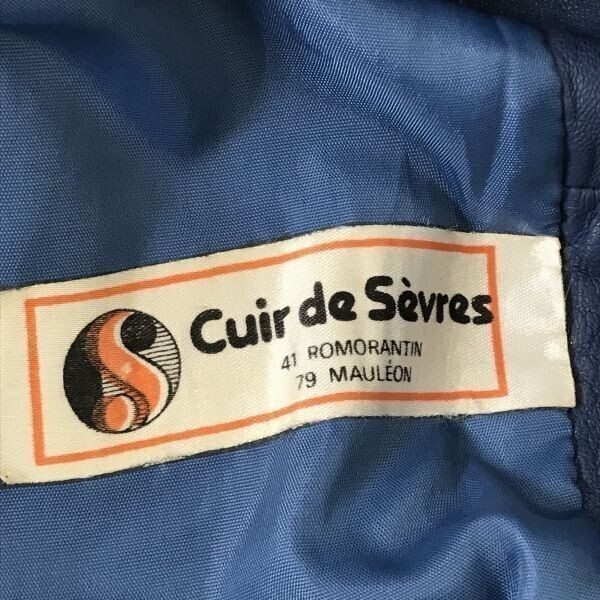 Cuir de Sèvres
41 ROMORANTIN
79 MAULÉON